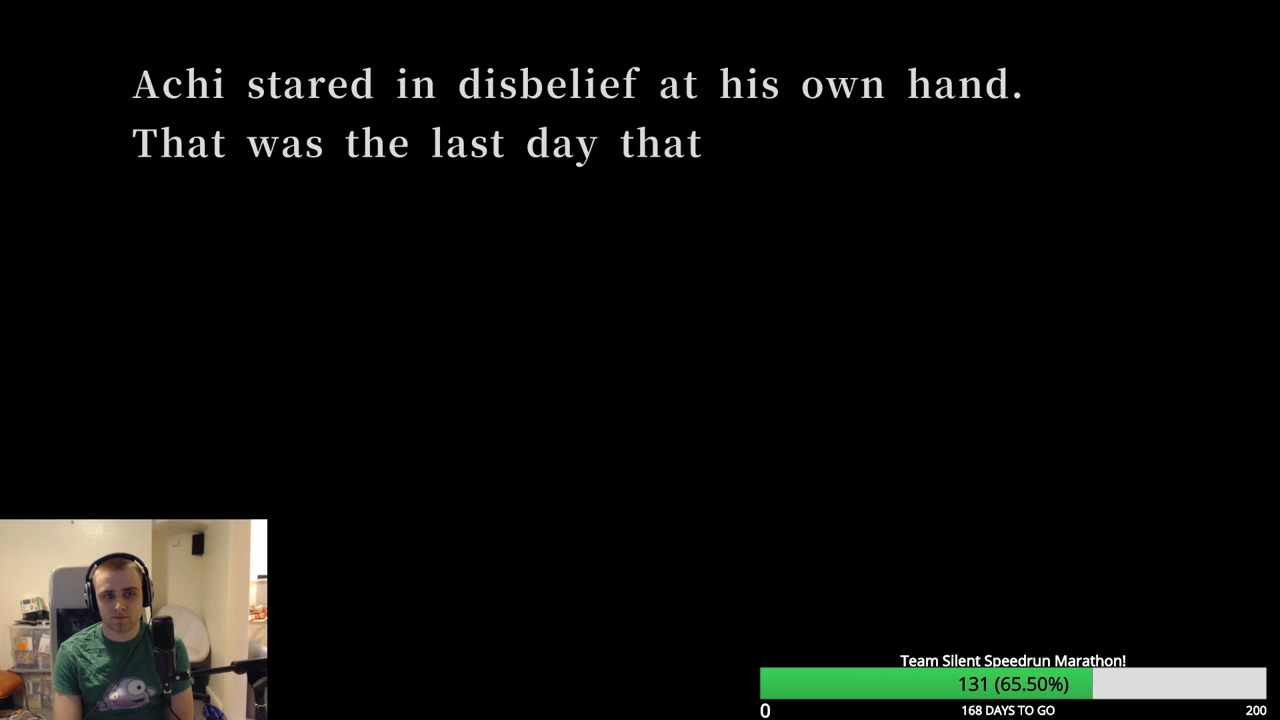 Achi stared in disbelief at his own hand.
That was the last day that
Team Silent Speedrun Marathon!
131 (65.50%)
0 168 DAYS TO GO 200